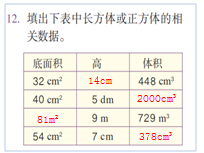 12. 填出下表中长方体或正方体的相
关数据。
底面积 高 体积
32 cm² 14cm 448 cm³
40 cm² 5 dm 2000cm³
81m² 9 m 729 m³
54 cm² 7 cm 378cm³